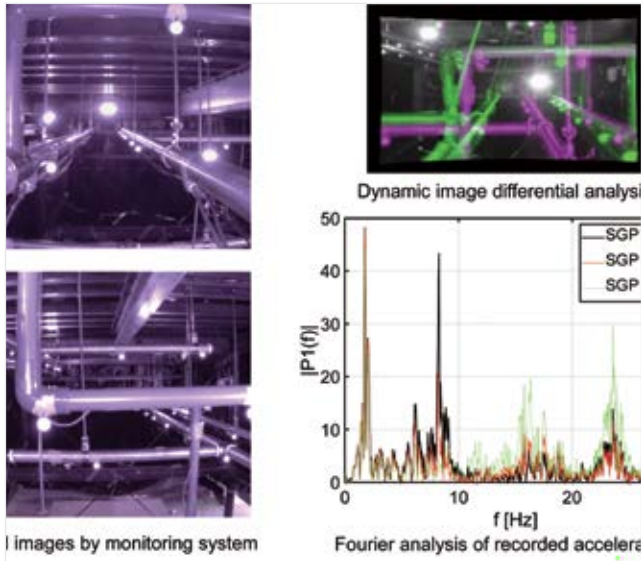 Dynamic image differential analysi
50
40
30
20
10
0
|P1(f)|
SGP
SGP
SGP
0 10 20
f [Hz]
l images by monitoring system
Fourier analysis of recorded accelera